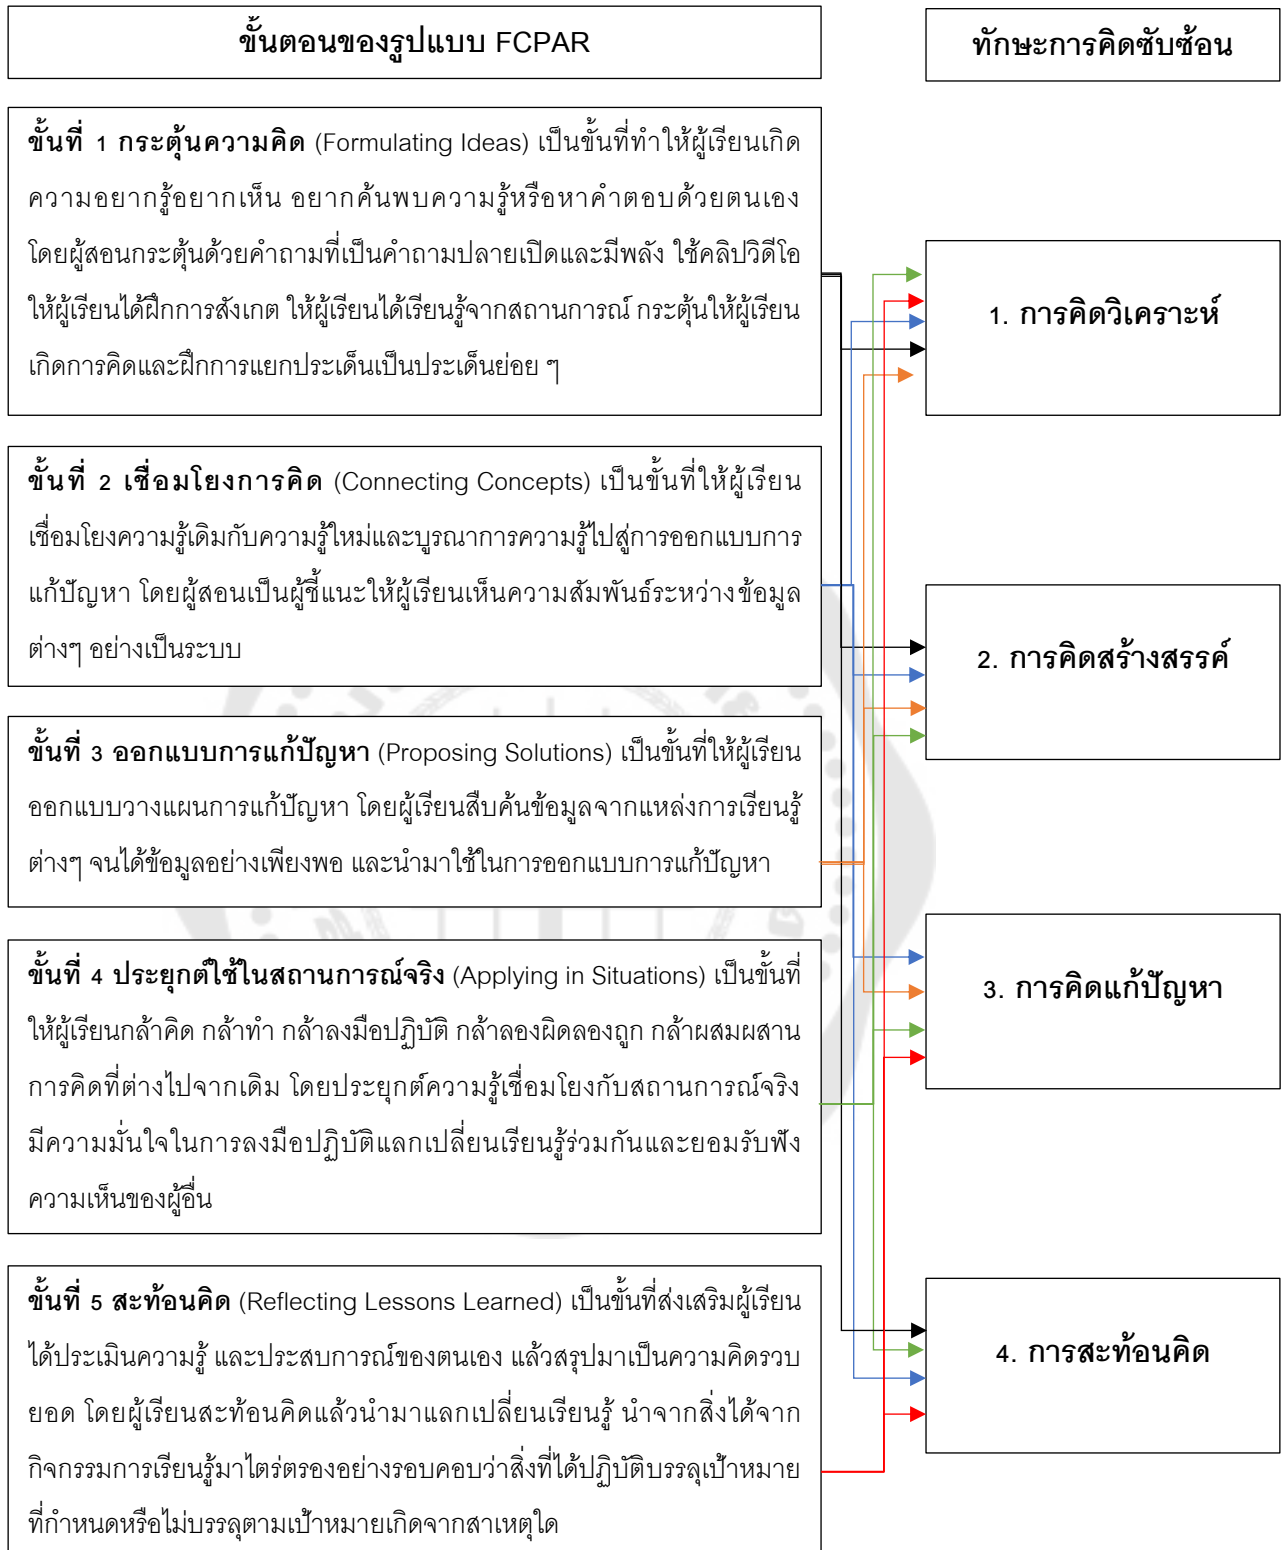 ขั้นตอนของรูปแบบ FCPAR
ทักษะการคิดซับซ้อน
ขั้นที่ 1 กระตุ้นความคิด (Formulating Ideas) เป็นขั้นที่ทำให้ผู้เรียนเกิด
ความอยากรู้อยากเห็น อยากค้นพบความรู้หรือหาคำตอบด้วยตนเอง
โดยผู้สอนกระตุ้นด้วยคำถามที่เป็นคำถามปลายเปิดและมีพลัง ใช้คลิปวิดีโอ
ให้ผู้เรียนได้ฝึกการสังเกต ให้ผู้เรียนได้เรียนรู้จากสถานการณ์ กระตุ้นให้ผู้เรียน
เกิดการคิดและฝึกการแยกประเด็นเป็นประเด็นย่อย ๆ
1. การคิดวิเคราะห์
ขั้นที่ 2 เชื่อมโยงการคิด (Connecting Concepts) เป็นขั้นที่ให้ผู้เรียน
เชื่อมโยงความรู้เดิมกับความรู้ใหม่และบูรณาการความรู้ไปสู่การออกแบบการ
แก้ปัญหา โดยผู้สอนเป็นผู้ชี้แนะให้ผู้เรียนเห็นความสัมพันธ์ระหว่างข้อมูล
ต่างๆ อย่างเป็นระบบ
2. การคิดสร้างสรรค์
ขั้นที่ 3 ออกแบบการแก้ปัญหา (Proposing Solutions) เป็นขั้นที่ให้ผู้เรียน
ออกแบบวางแผนการแก้ปัญหา โดยผู้เรียนสืบค้นข้อมูลจากแหล่งการเรียนรู้
ต่างๆ จนได้ข้อมูลอย่างเพียงพอ และนำมาใช้ในการออกแบบการแก้ปัญหา
3. การคิดแก้ปัญหา
ขั้นที่ 4 ประยุกต์ใช้ในสถานการณ์จริง (Applying in Situations) เป็นขั้นที่
ให้ผู้เรียนกล้าคิด กล้าทำ กล้าลงมือปฏิบัติ กล้าลองผิดลองถูก กล้าผสมผสาน
การคิดที่ต่างไปจากเดิม โดยประยุกต์ความรู้เชื่อมโยงกับสถานการณ์จริง
มีความมั่นใจในการลงมือปฏิบัติแลกเปลี่ยนเรียนรู้ร่วมกันและยอมรับฟัง
ความเห็นของผู้อื่น
ขั้นที่ 5 สะท้อนคิด (Reflecting Lessons Learned) เป็นขั้นที่ส่งเสริมผู้เรียน
ได้ประเมินความรู้ และประสบการณ์ของตนเอง แล้วสรุปมาเป็นความคิดรวบ
ยอด โดยผู้เรียนสะท้อนคิดแล้วนำมาแลกเปลี่ยนเรียนรู้ นำจากสิ่งได้จาก
กิจกรรมการเรียนรู้มาไตร่ตรองอย่างรอบคอบว่าสิ่งที่ได้ปฏิบัติบรรลุเป้าหมาย
ที่กำหนดหรือไม่บรรลุตามเป้าหมายเกิดจากสาเหตุใด
4. การสะท้อนคิด